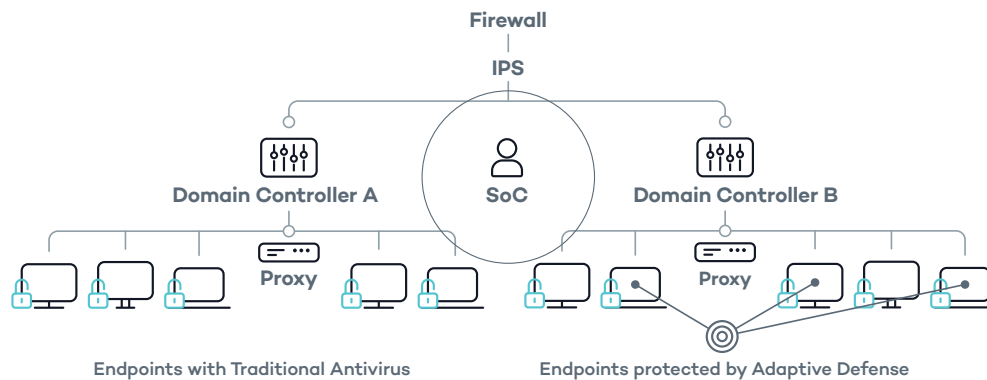 Firewall
IPS
Domain Controller A
SoC
Domain Controller B
Proxy
Proxy
Endpoints with Traditional Antivirus
Endpoints protected by Adaptive Defense